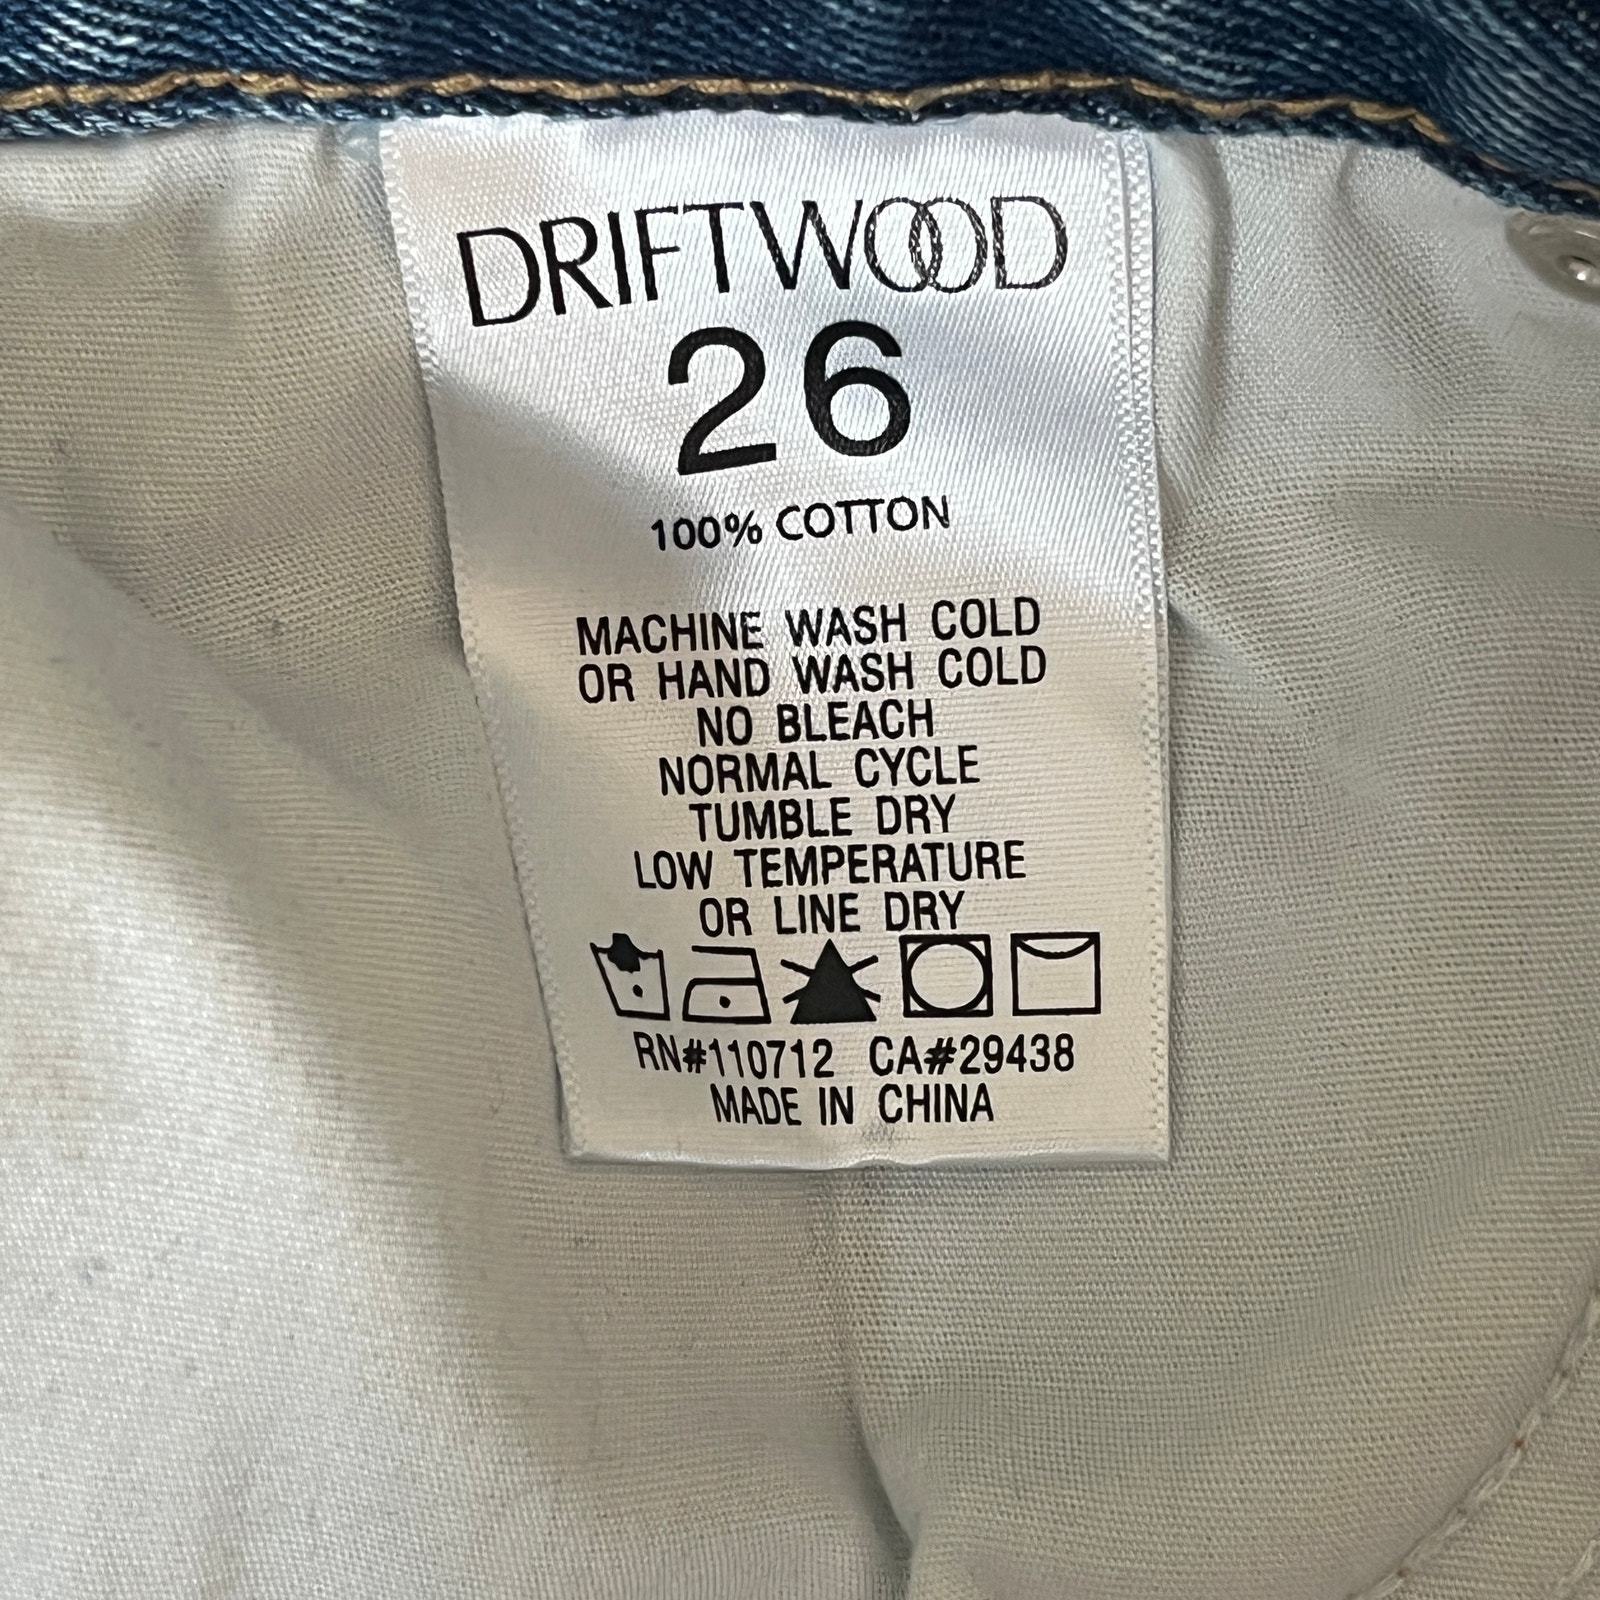 DRIFTWOOD
26
100% COTTON
MACHINE WASH COLD
OR HAND WASH COLD
NO BLEACH
NORMAL CYCLE
TUMBLE DRY
LOW TEMPERATURE
OR LINE DRY
RN#110712 CA#29438
MADE IN CHINA